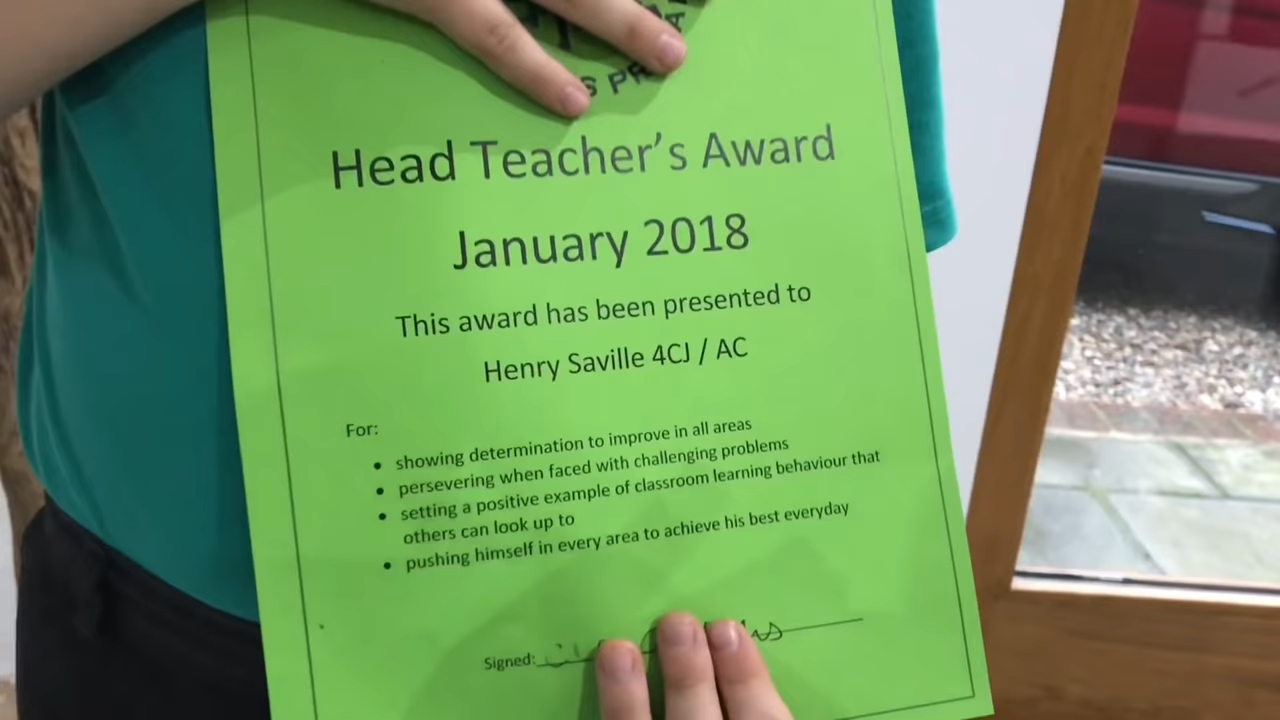 Head Teacher's Award
January 2018
This award has been presented to
Henry Saville 4CJ / AC
For:
• showing determination to improve in all areas
• persevering when faced with challenging problems
• setting a positive example of classroom learning behaviour that
others can look up to
• pushing himself in every area to achieve his best everyday
Signed: